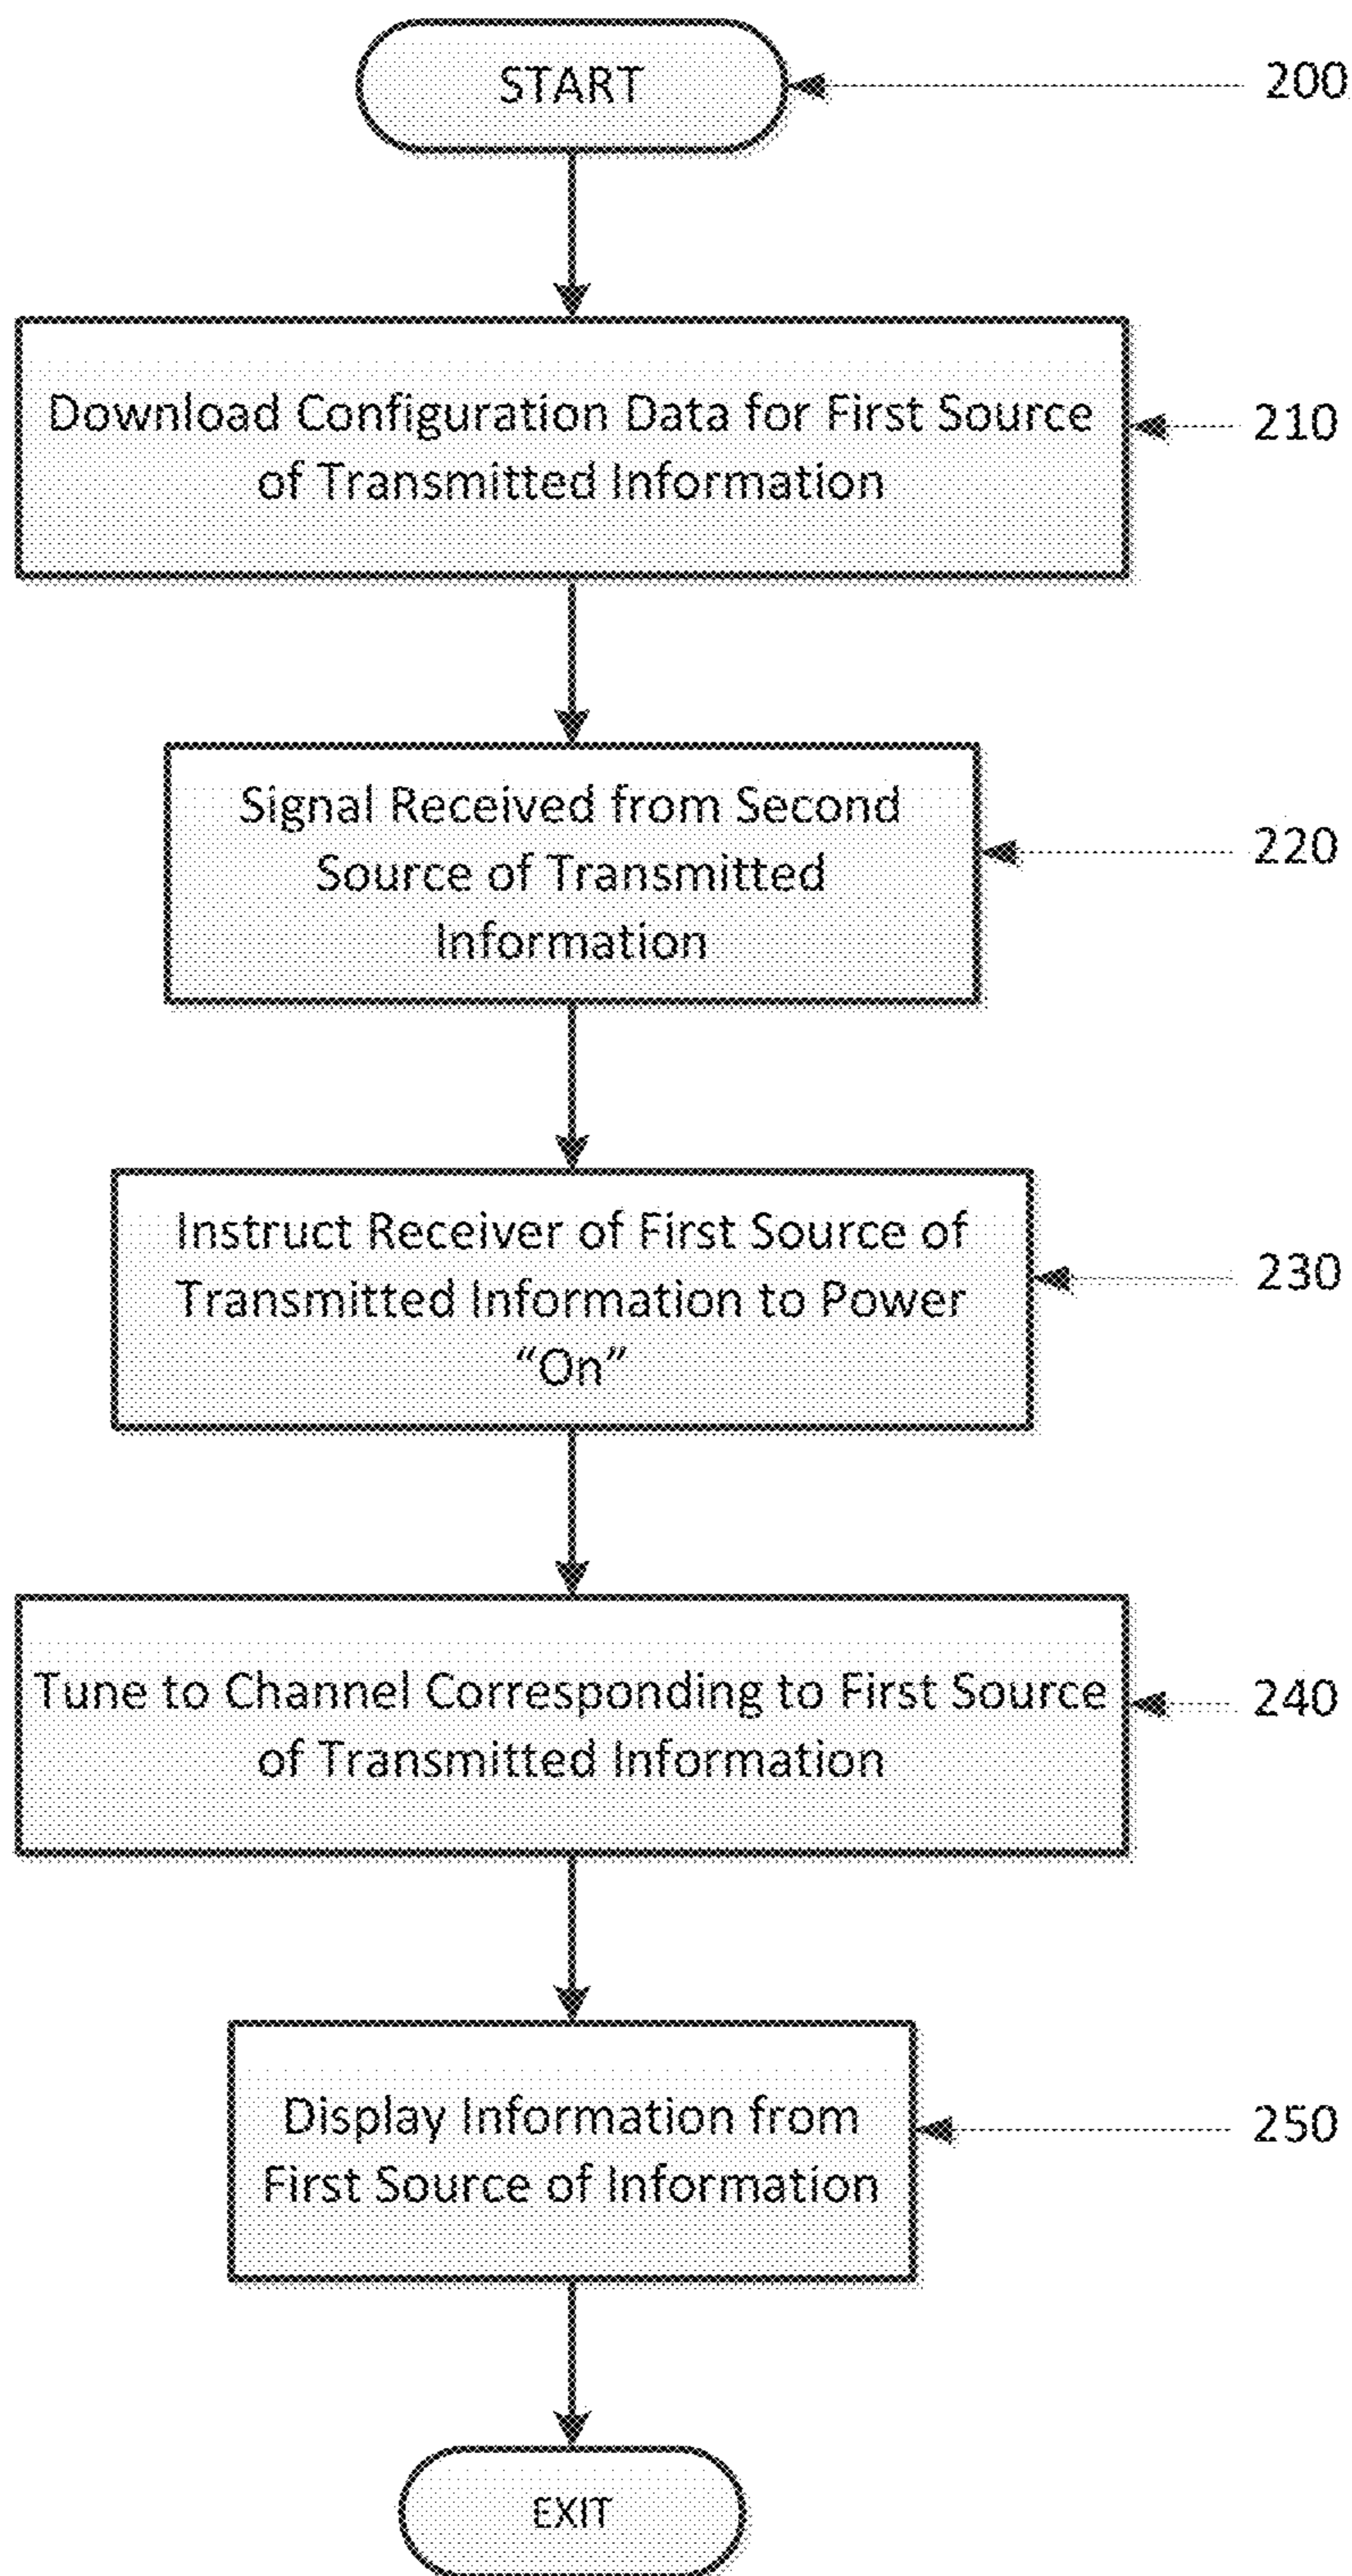 START
200
Download Configuration Data for First Source
of Transmitted Information
210
Signal Received from Second
Source of Transmitted
Information
220
Instruct Receiver of First Source of
Transmitted Information to Power
“On”
230
Tune to Channel Corresponding to First Source
of Transmitted Information
240
Display Information from
First Source of Information
250
EXIT